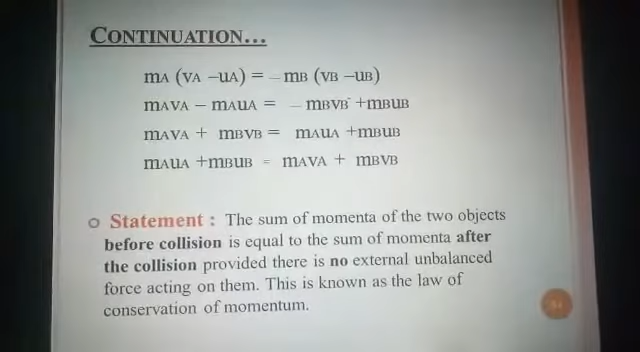 CONTINUATION...
mA (vA –uA) = – mB (vB –uB)
mAvA – mAuA = – mBvB +mBuB
mAvA + mBvB = mAuA +mBuB
mAuA +mBuB = mAvA + mBvB
Statement : The sum of momenta of the two objects
before collision is equal to the sum of momenta after
the collision provided there is no external unbalanced
force acting on them. This is known as the law of
conservation of momentum.